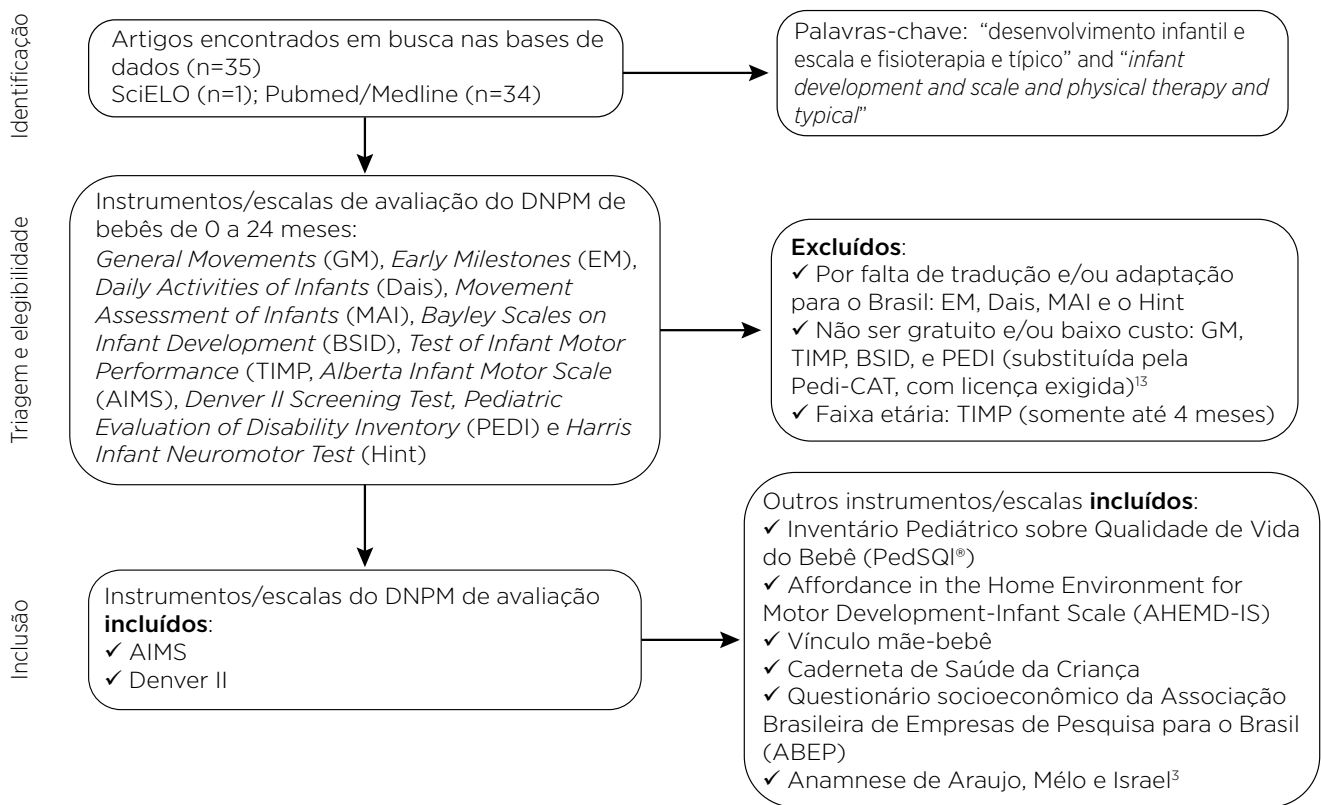 Identificação
Artigos encontrados em busca nas bases de
dados (n=35)
SciELO (n=1); Pubmed/Medline (n=34)
Palavras-chave: “desenvolvimento infantil e
escala e fisioterapia e típico” and “infant
development and scale and physical therapy and
typical”
Triagem e elegibilidade
Instrumentos/escalas de avaliação do DNPM de
bebês de 0 a 24 meses:
General Movements (GM), Early Milestones (EM),
Daily Activities of Infants (Dais), Movement
Assessment of Infants (MAI), Bayley Scales on
Infant Development (BSID), Test of Infant Motor
Performance (TIMP, Alberta Infant Motor Scale
(AIMS), Denver II Screening Test, Pediatric
Evaluation of Disability Inventory (PEDI) e Harris
Infant Neuromotor Test (Hint)
Excluídos:
✓ Por falta de tradução e/ou adaptação
para o Brasil: EM, Dais, MAI e o Hint
✓ Não ser gratuito e/ou baixo custo: GM,
TIMP, BSID, e PEDI (substituída pela
Pedi-CAT, com licença exigida)¹³
✓ Faixa etária: TIMP (somente até 4 meses)
Inclusão
Instrumentos/escalas do DNPM de avaliação
incluídos:
✓ AIMS
✓ Denver II
Outros instrumentos/escalas incluídos:
✓ Inventário Pediátrico sobre Qualidade de Vida
do Bebê (PedSQl®)
✓ Affordance in the Home Environment for
Motor Development-Infant Scale (AHEMD-IS)
✓ Vínculo mãe-bebê
✓ Caderneta de Saúde da Criança
✓ Questionário socioeconômico da Associação
Brasileira de Empresas de Pesquisa para o Brasil
(ABEP)
✓ Anamnese de Araujo, Mélo e Israel³